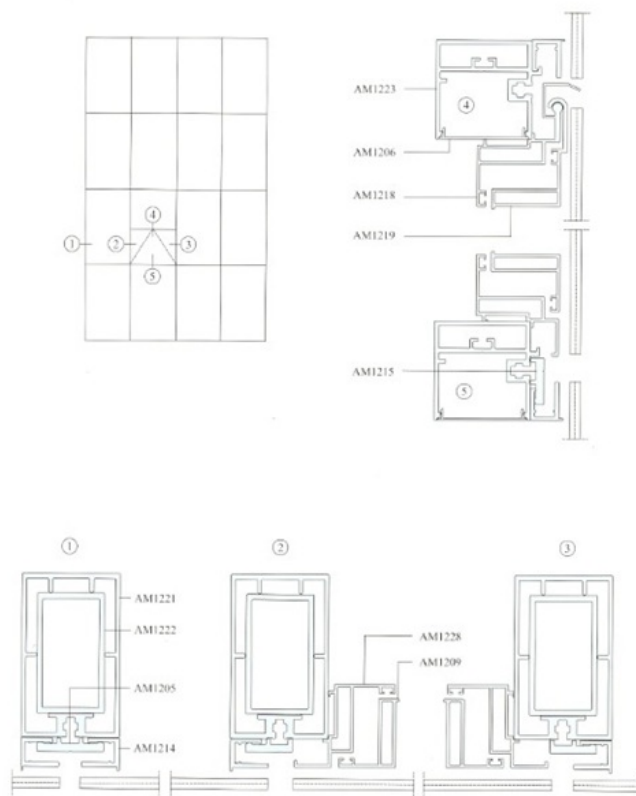 ④
① ② ③
⑤
AM1223
④
AM1206
AM1218
AM1219
AM1215
⑤
① ② ③
AM1221
AM1222
AM1228
AM1209
AM1205
AM1214